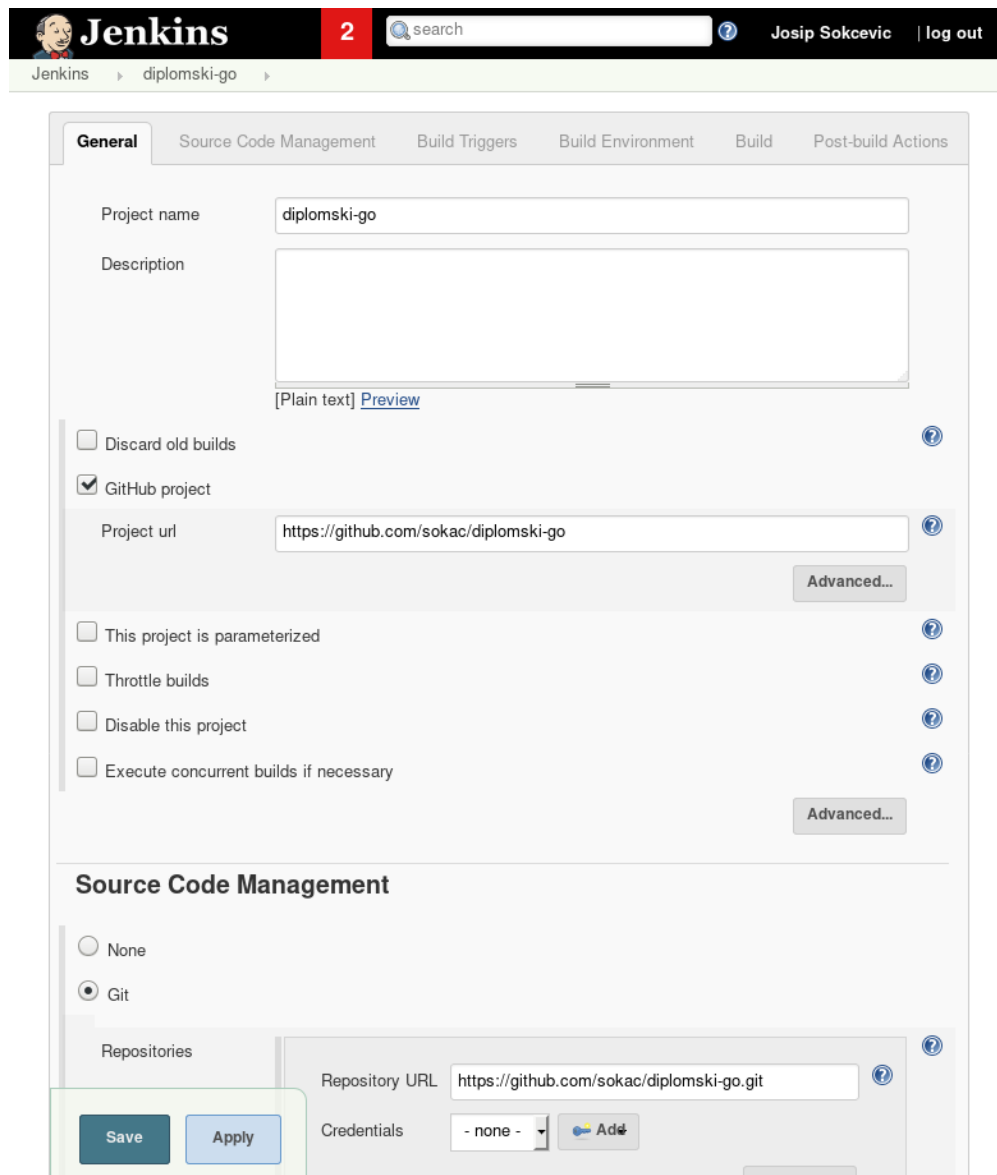 Jenkins 2 search Josip Sokcevic | log out
Jenkins diplomski-go
General Source Code Management Build Triggers Build Environment Build Post-build Actions
Project name diplomski-go
Description
[Plain text] Preview
Discard old builds
GitHub project
Project url https://github.com/sokac/diplomski-go
Advanced...
This project is parameterized
Throttle builds
Disable this project
Execute concurrent builds if necessary
Advanced...
Source Code Management
None
Git
Repositories
Repository URL https://github.com/sokac/diplomski-go.git
Credentials - none - Add
Save Apply